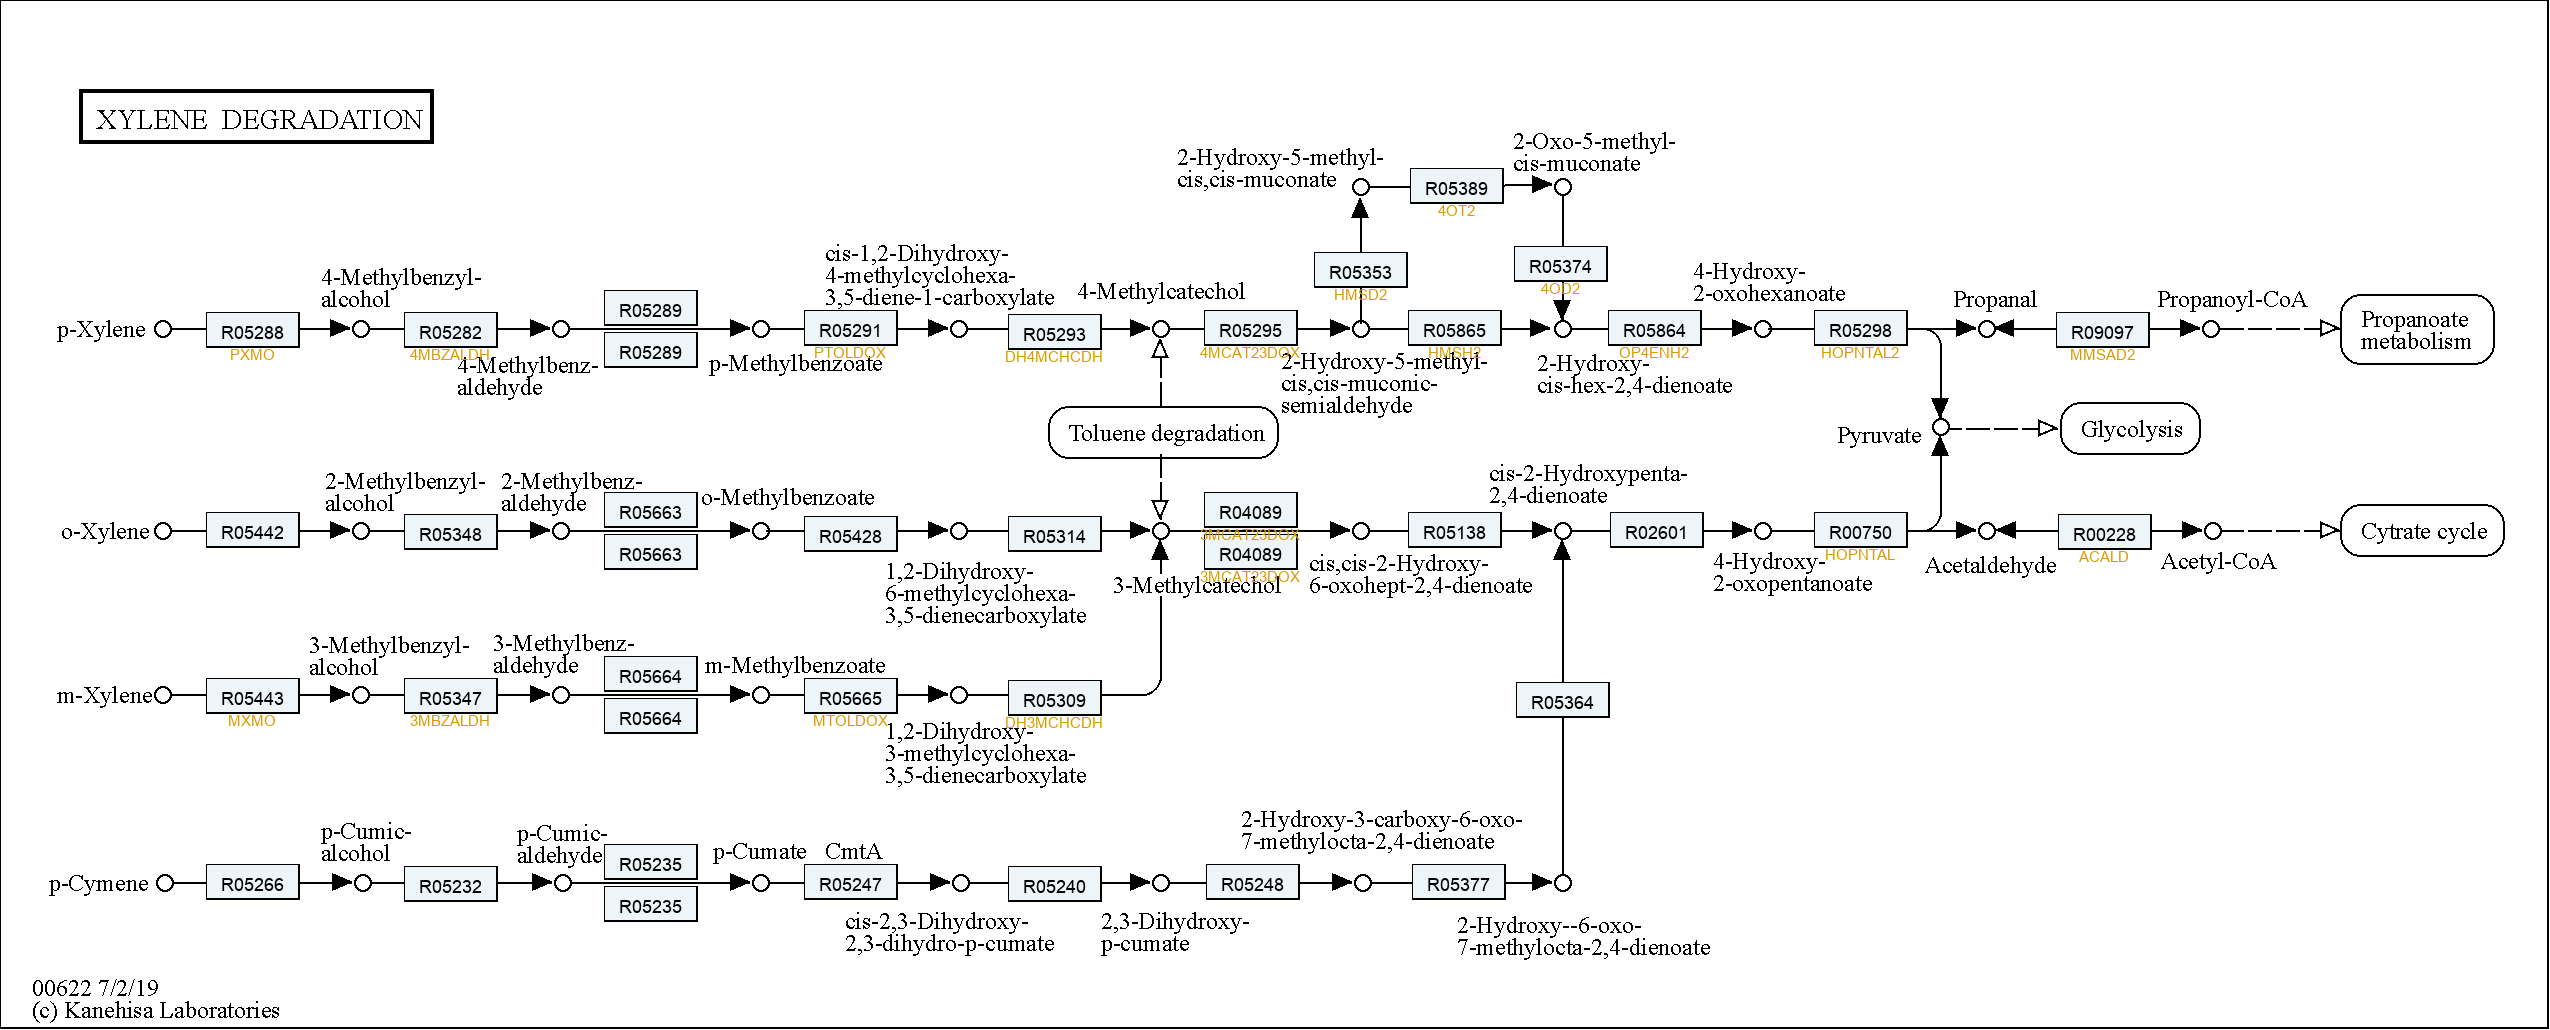 XYLENE DEGRADATION
2-Hydroxy-5-methyl-
cis,cis-muconate
R05389
4OT2
2-Oxo-5-methyl-
cis-muconate
R05353
HMSD2
R05374
4OD2
p-Xylene
R05288
PXMO
4-Methylbenzyl-
alcohol
R05282
4MBZALDH
4-Methylbenz-
aldehyde
R05289
R05289
p-Methylbenzoate
R05291
PTOLDOX
cis-1,2-Dihydroxy-
4-methylcyclohexa-
3,5-diene-1-carboxylate
R05293
DH4MCHCDH
4-Methylcatechol
R05295
4MCAT23DOX
2-Hydroxy-5-methyl-
cis,cis-muconic-
semialdehyde
R05865
HMSH2
2-Hydroxy-
cis-hex-2,4-dienoate
R05864
OP4ENH2
4-Hydroxy-
2-oxohexanoate
R05298
HOPNTAL2
Propanal
R09097
MMSAD2
Propanoyl-CoA
Propanoate
metabolism
Toluene degradation
Pyruvate
Glycolysis
o-Xylene
R05442
2-Methylbenzyl-
alcohol
R05348
2-Methylbenz-
aldehyde
R05663
R05663
o-Methylbenzoate
R05428
1,2-Dihydroxy-
6-methylcyclohexa-
3,5-dienecarboxylate
R05314
3-Methylcatechol
R04089
3MCAT23DOX
R04089
3MCAT23DOX
cis,cis-2-Hydroxy-
6-oxohept-2,4-dienoate
R05138
cis-2-Hydroxypenta-
2,4-dienoate
R02601
4-Hydroxy-
2-oxopentanoate
R00750
HOPNTAL
Acetaldehyde
R00228
ACALD
Acetyl-CoA
Cytrate cycle
m-Xylene
R05443
MXMO
3-Methylbenzyl-
alcohol
R05347
3MBZALDH
3-Methylbenz-
aldehyde
R05664
R05664
m-Methylbenzoate
R05665
MTOLDOX
1,2-Dihydroxy-
3-methylcyclohexa-
3,5-dienecarboxylate
R05309
DH3MCHCDH
R05364
p-Cymene
R05266
p-Cumic-
alcohol
R05232
p-Cumic-
aldehyde
R05235
R05235
p-Cumate
CmtA
R05247
cis-2,3-Dihydroxy-
2,3-dihydro-p-cumate
R05240
2,3-Dihydroxy-
p-cumate
R05248
2-Hydroxy-3-carboxy-6-oxo-
7-methylocta-2,4-dienoate
R05377
2-Hydroxy--6-oxo-
7-methylocta-2,4-dienoate
00622 7/2/19
(c) Kanehisa Laboratories